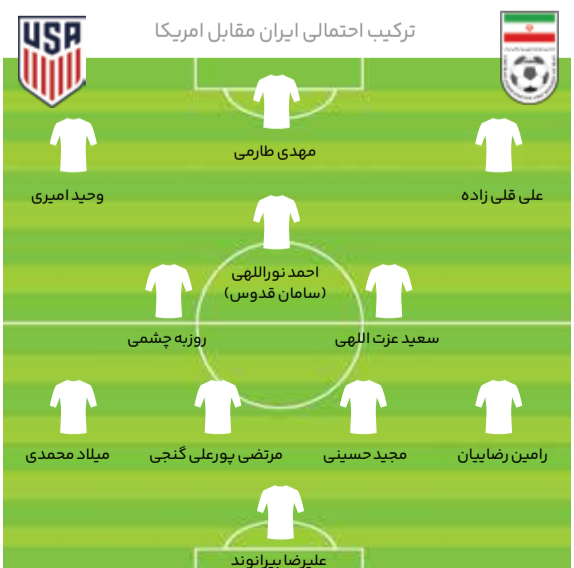 ترکیب احتمالی ایران مقابل امریکا
USA
مهدی طارمی
علی قلی زاده
وحید امیری
احمد نوراللهی
(سامان قدوس)
سعید عزت اللهی
روزبه چشمی
رامین رضاییان
مجید حسینی
مرتضی پورعلی گنجی
میلاد محمدی
علیرضا بیرانوند